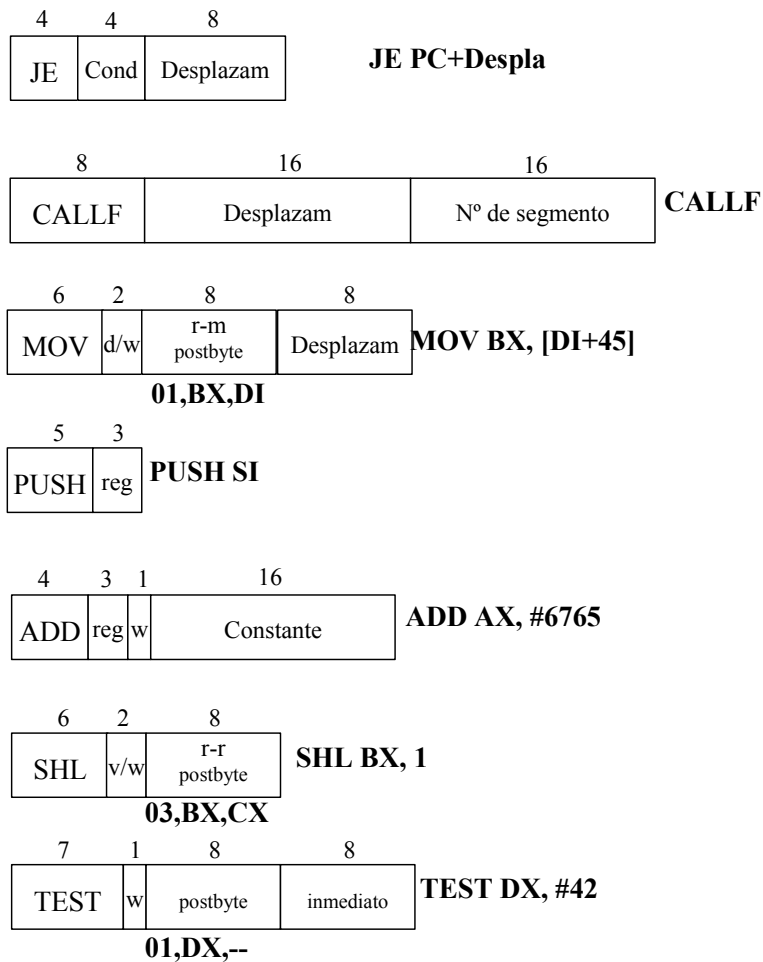 4 4 8
JE Cond Desplazam JE PC+Despla
8 16 16
CALLF Desplazam Nº de segmento CALLF
6 2 8 8
MOV d/w r-m postbyte Desplazam MOV BX, [DI+45]
01,BX,DI
5 3
PUSH reg PUSH SI
4 3 1 16
ADD reg w Constante ADD AX, #6765
6 2 8
SHL v/w r-r postbyte SHL BX, 1
03,BX,CX
7 1 8 8
TEST w postbyte inmediato TEST DX, #42
01,DX,--